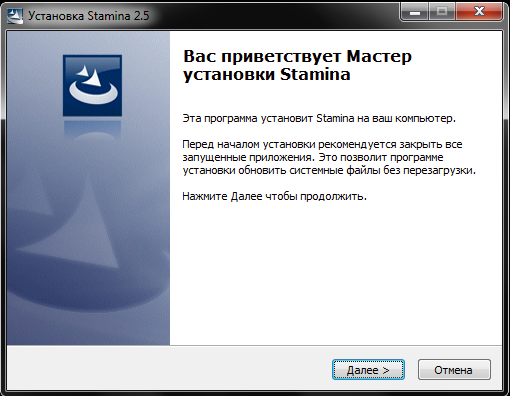 Установка Stamina 2.5
Вас приветствует Мастер
установки Stamina
Эта программа установит Stamina на ваш компьютер.
Перед началом установки рекомендуется закрыть все
запущенные приложения. Это позволит программе
установки обновить системные файлы без перезагрузки.
Нажмите Далее чтобы продолжить.
Далее >
Отмена